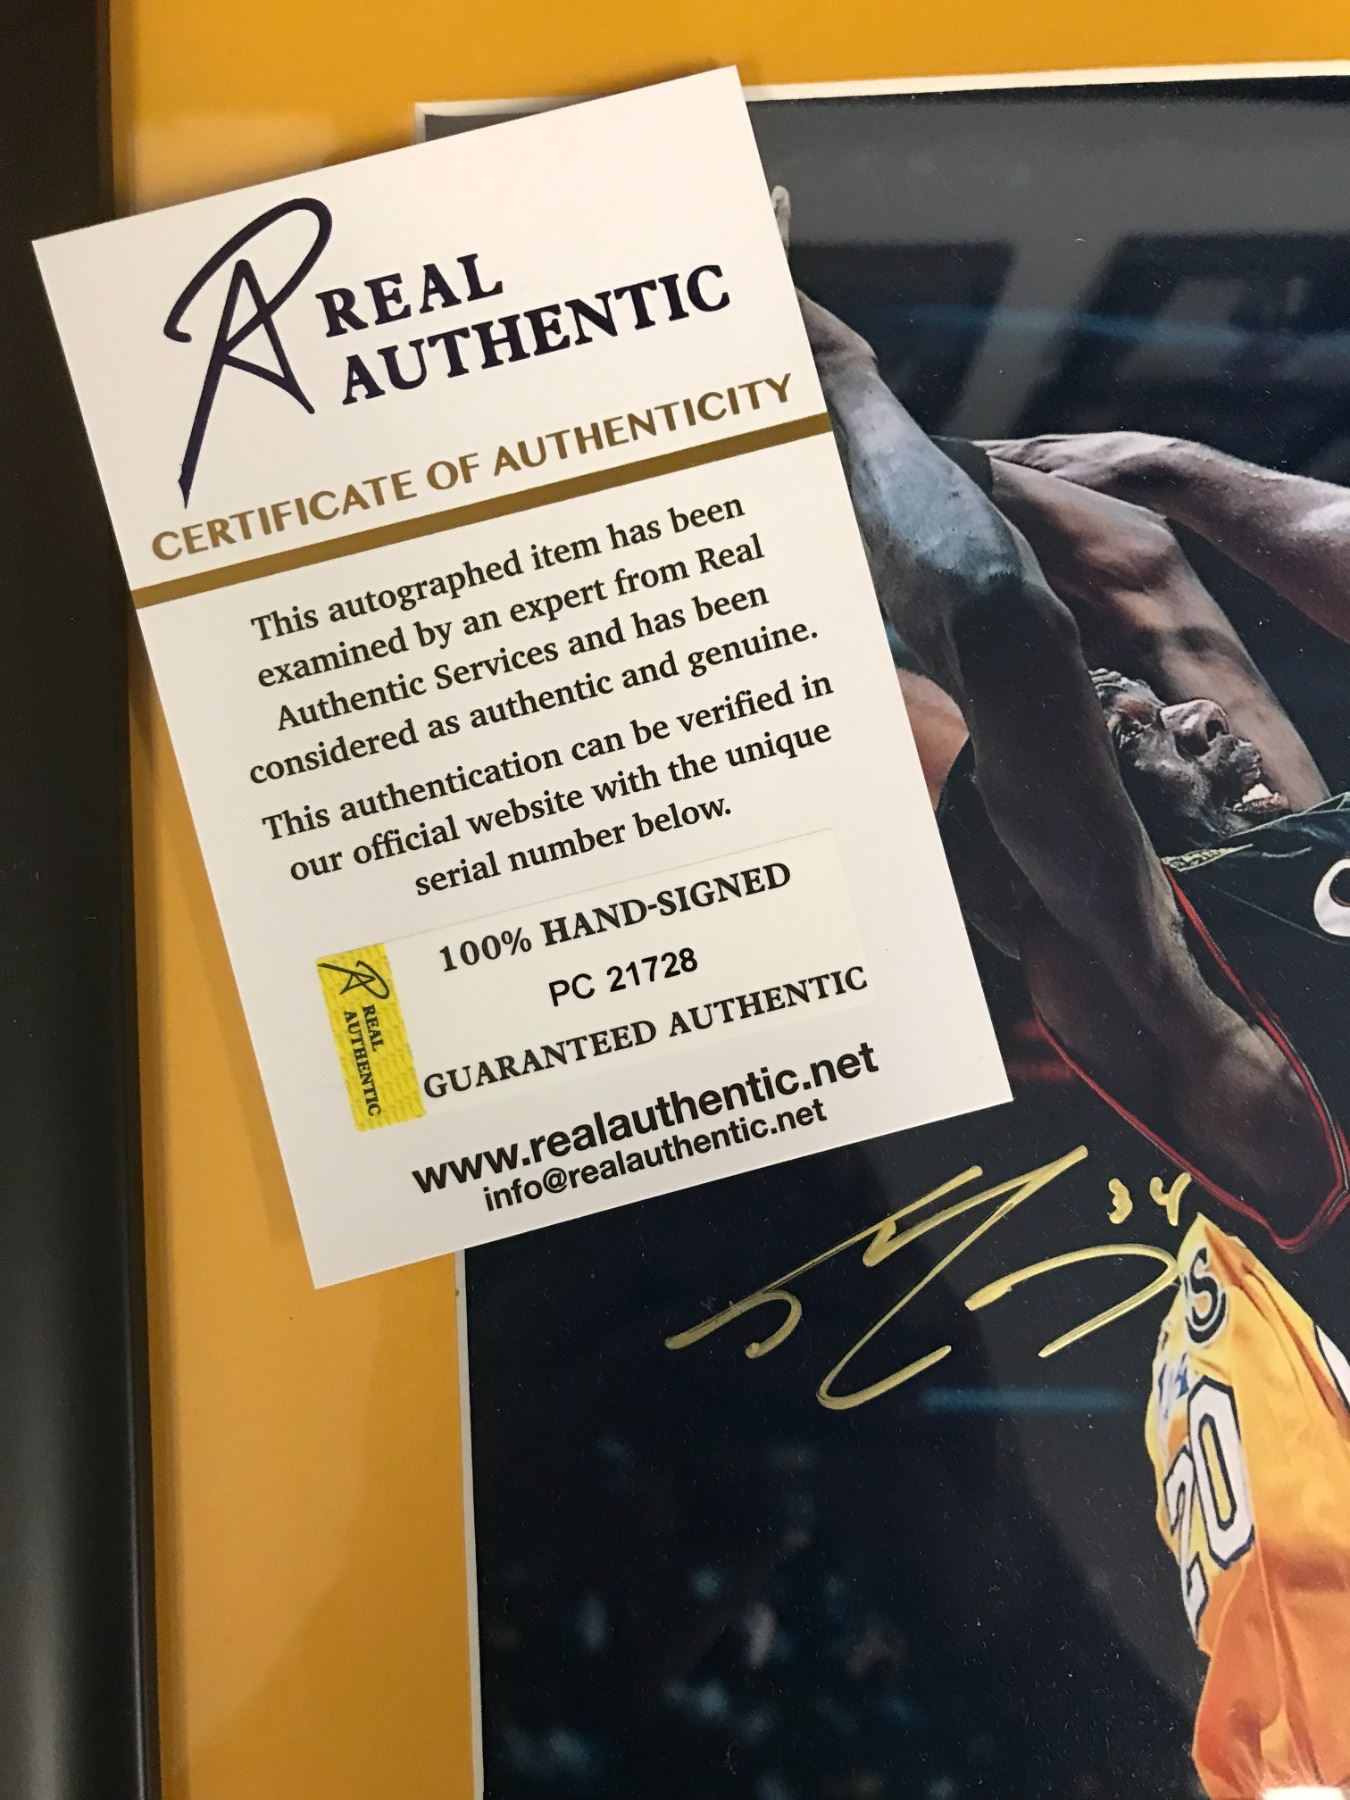 REAL
AUTHENTIC
CERTIFICATE OF AUTHENTICITY
This autographed item has been
examined by an expert from Real
Authentic Services and has been
considered as authentic and genuine.
This authentication can be verified in
our official website with the unique
serial number below.
100% HAND-SIGNED
PC 21728
GUARANTEED AUTHENTIC
REAL
AUTHENTIC
www.realauthentic.net
info@realauthentic.net
34
S
20